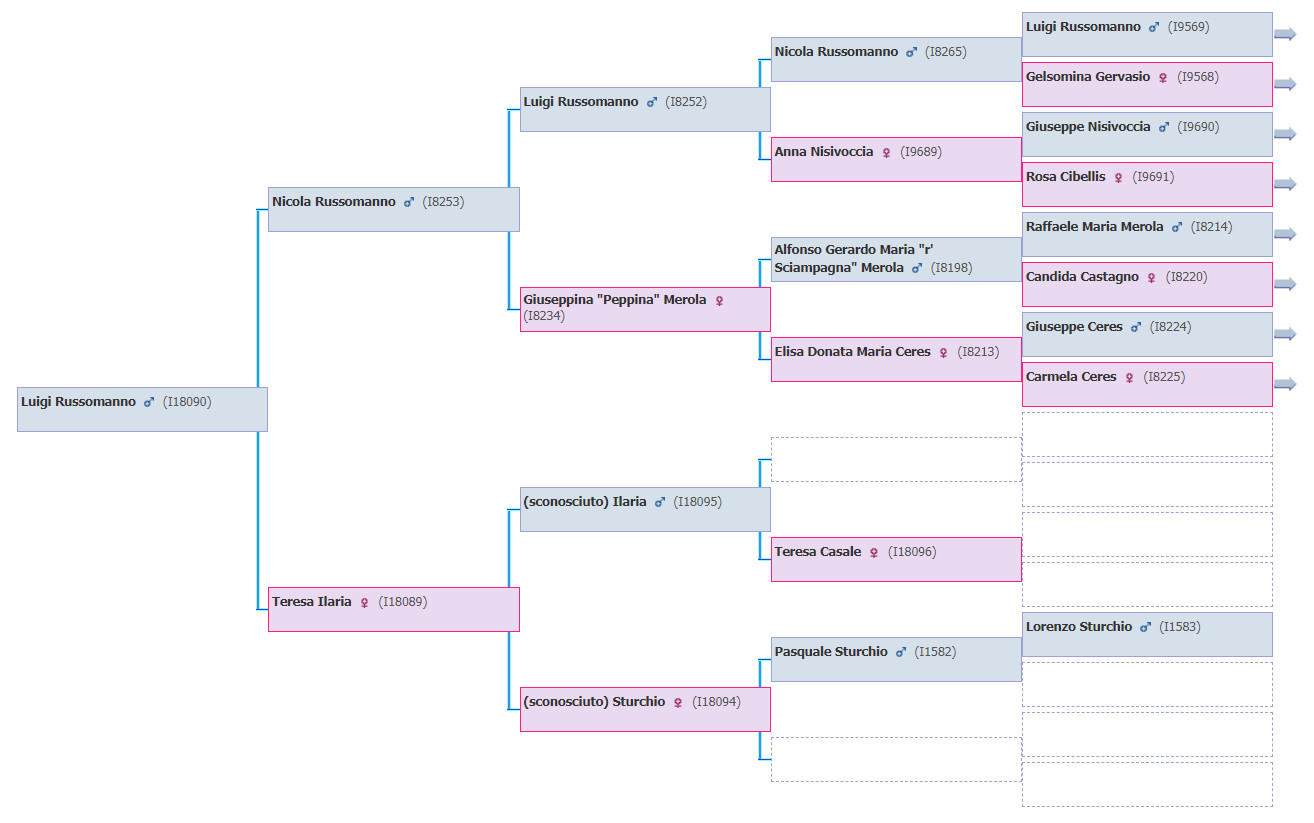 Luigi Russomanno ♂ (I9569)
Nicola Russomanno ♂ (I8265)
Gelsomina Gervasio ♀ (I9568)
Luigi Russomanno ♂ (I8252)
Giuseppe Nisivoccia ♂ (I9690)
Anna Nisivoccia ♀ (I9689)
Rosa Cibellis ♀ (I9691)
Nicola Russomanno ♂ (I8253)
Raffaele Maria Merola ♂ (I8214)
Alfonso Gerardo Maria "r'
Sciampagna" Merola ♂ (I8198)
Candida Castagno ♀ (I8220)
Giuseppina "Peppina" Merola ♀
(I8234)
Giuseppe Ceres ♂ (I8224)
Elisa Donata Maria Ceres ♀ (I8213)
Carmela Ceres ♀ (I8225)
Luigi Russomanno ♂ (I18090)
(sconosciuto) Ilaria ♂ (I18095)
Teresa Casale ♀ (I18096)
Teresa Ilaria ♀ (I18089)
Lorenzo Sturchio ♂ (I1583)
Pasquale Sturchio ♂ (I1582)
(sconosciuto) Sturchio ♀ (I18094)